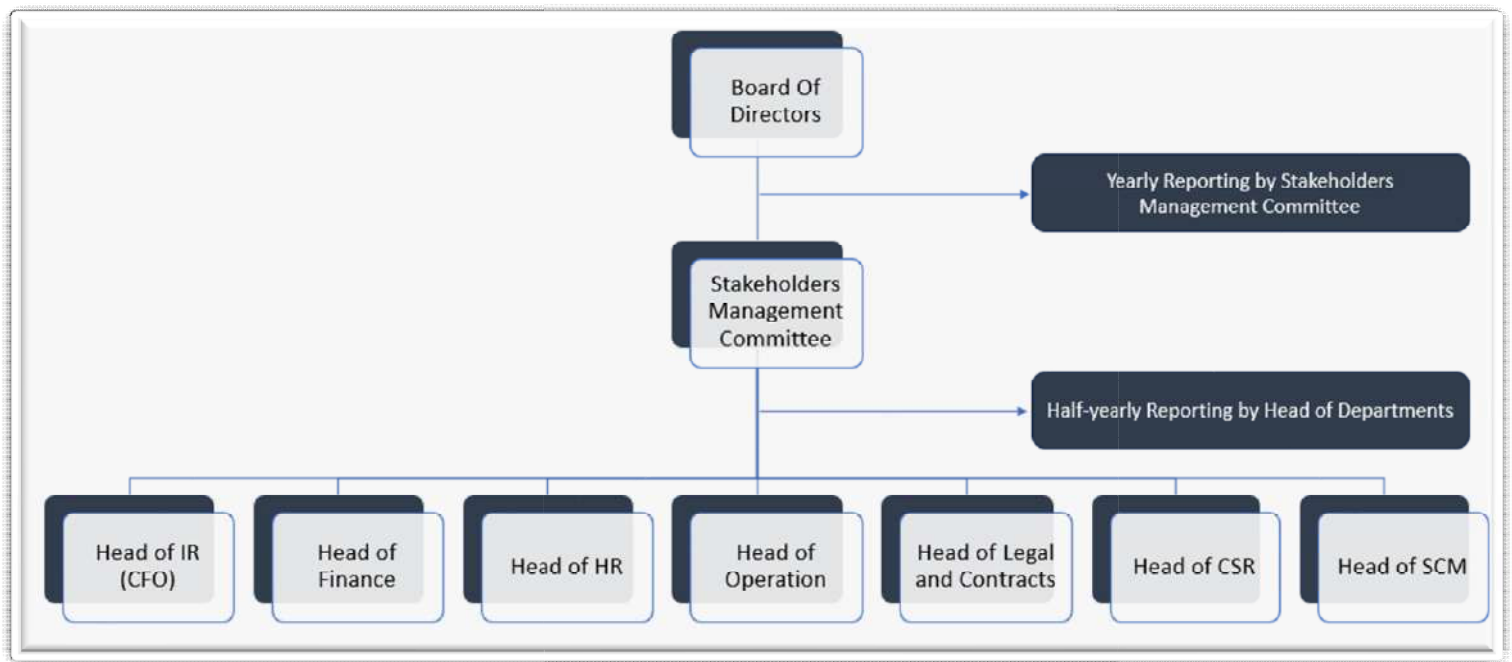 Board Of
Directors
Yearly Reporting by Stakeholders
Management Committee
Stakeholders
Management
Committee
Half-yearly Reporting by Head of Departments
Head of IR
(CFO)
Head of
Finance
Head of HR
Head of
Operation
Head of Legal
and Contracts
Head of CSR
Head of SCM